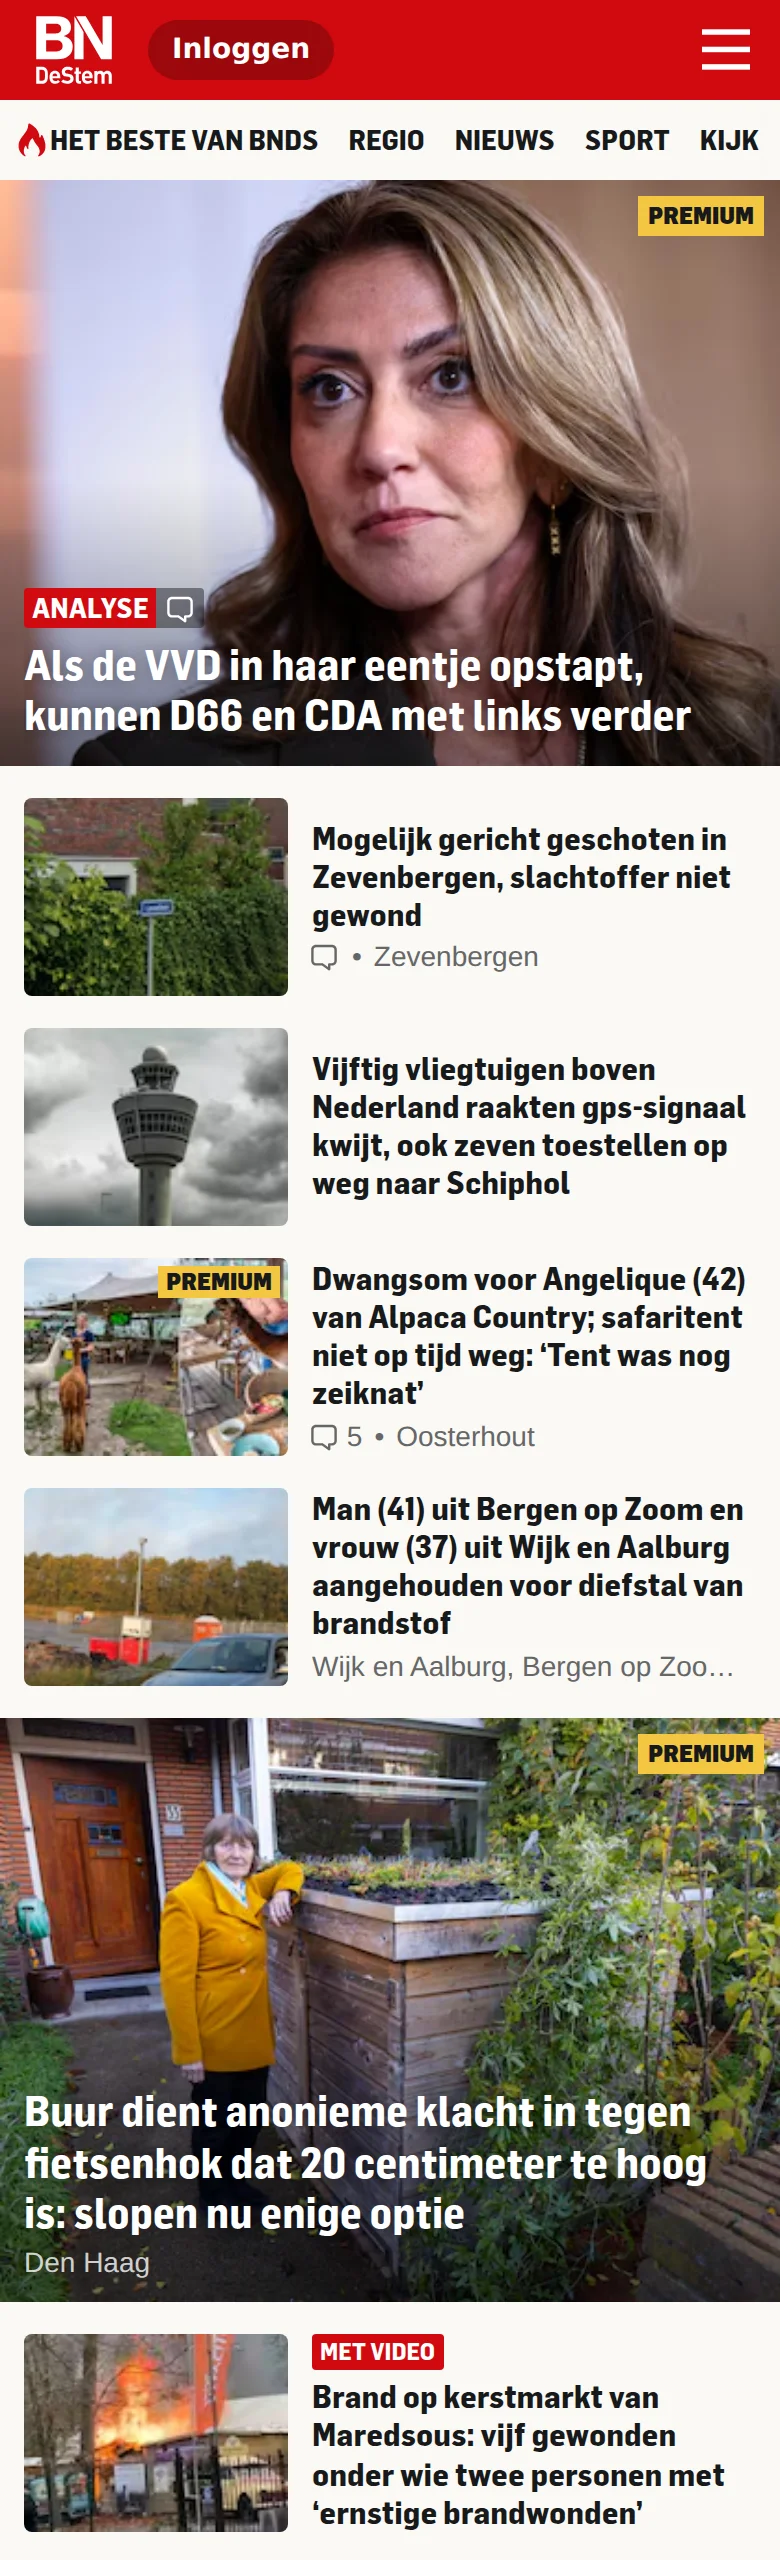 BN
DeStem
Inloggen
HET BESTE VAN BNDS REGIO NIEUWS SPORT KIJK
PREMIUM
ANALYSE
Als de VVD in haar eentje opstapt,
kunnen D66 en CDA met links verder
Mogelijk gericht geschoten in
Zevenbergen, slachtoffer niet
gewond
• Zevenbergen
Vijftig vliegtuigen boven
Nederland raakten gps-signaal
kwijt, ook zeven toestellen op
weg naar Schiphol
PREMIUM
Dwangsom voor Angelique (42)
van Alpaca Country; safaritent
niet op tijd weg: ‘Tent was nog
zeiknat’
5 • Oosterhout
Man (41) uit Bergen op Zoom en
vrouw (37) uit Wijk en Aalburg
aangehouden voor diefstal van
brandstof
Wijk en Aalburg, Bergen op Zoo…
PREMIUM
Buur dient anonieme klacht in tegen
fietsenhok dat 20 centimeter te hoog
is: slopen nu enige optie
Den Haag
MET VIDEO
Brand op kerstmarkt van
Maredsous: vijf gewonden
onder wie twee personen met
‘ernstige brandwonden’